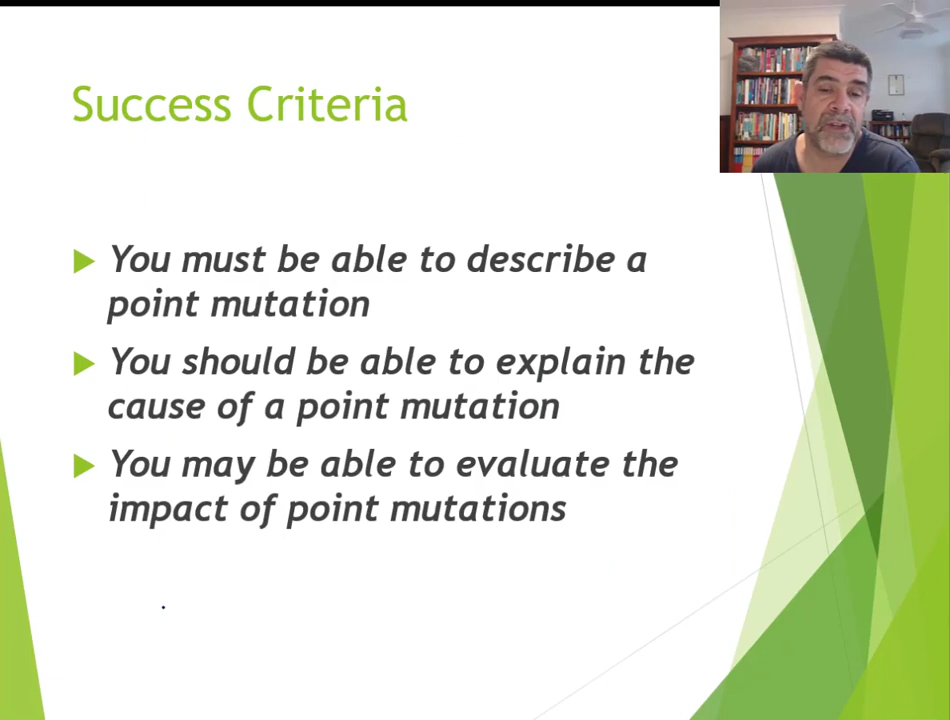 Success Criteria
You must be able to describe a
point mutation
You should be able to explain the
cause of a point mutation
You may be able to evaluate the
impact of point mutations